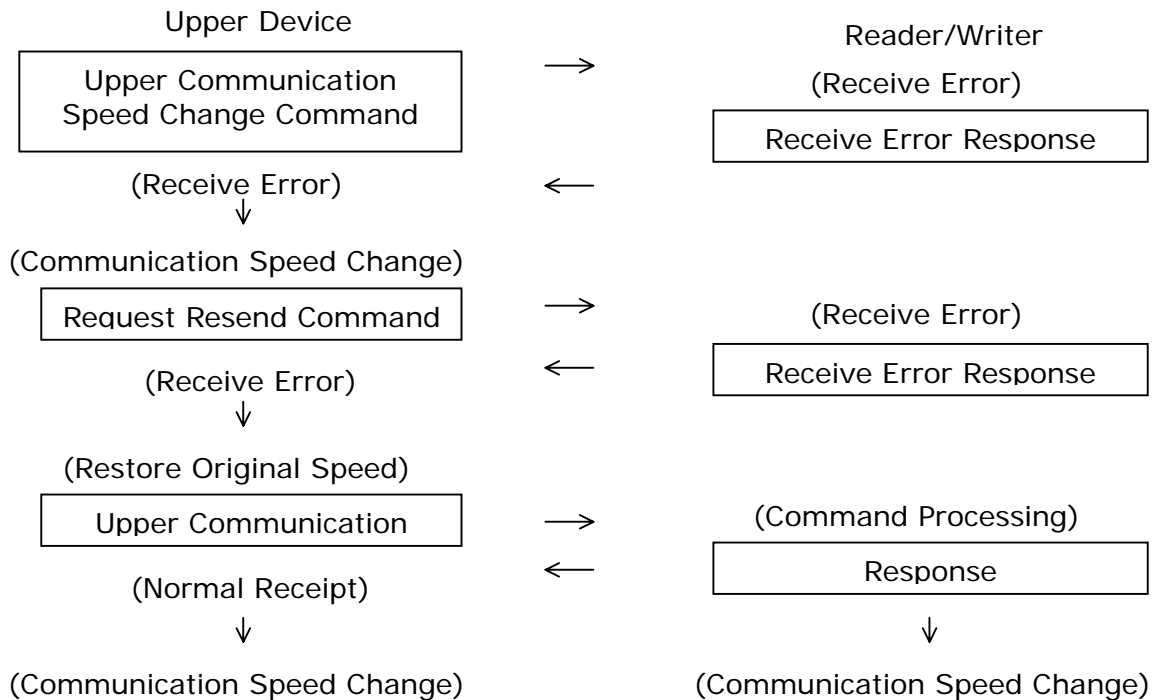 Upper Device
Reader/Writer
Upper Communication
Speed Change Command
(Receive Error)
Receive Error Response
(Receive Error)
(Communication Speed Change)
Request Resend Command
(Receive Error)
Receive Error Response
(Receive Error)
(Restore Original Speed)
Upper Communication
(Command Processing)
Response
(Normal Receipt)
(Communication Speed Change)
(Communication Speed Change)